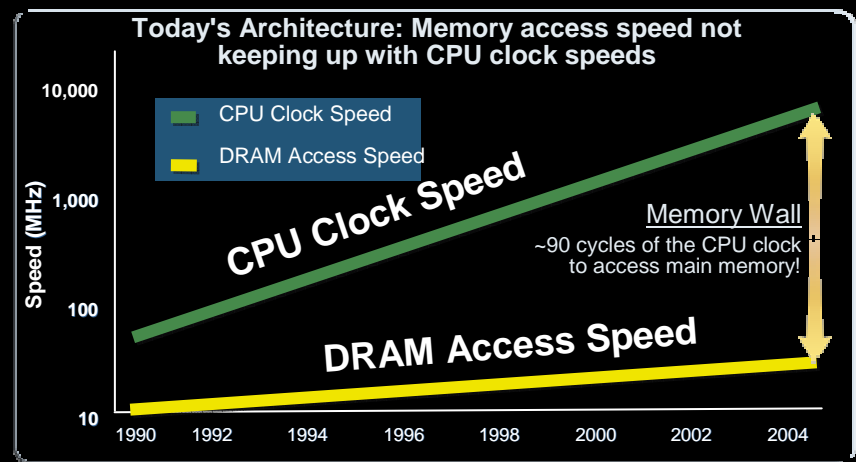 Today's Architecture: Memory access speed not
keeping up with CPU clock speeds
10,000
CPU Clock Speed
DRAM Access Speed
CPU Clock Speed
1,000
Memory Wall
~90 cycles of the CPU clock
to access main memory!
Speed (MHz)
100
DRAM Access Speed
10
1990 1992 1994 1996 1998 2000 2002 2004